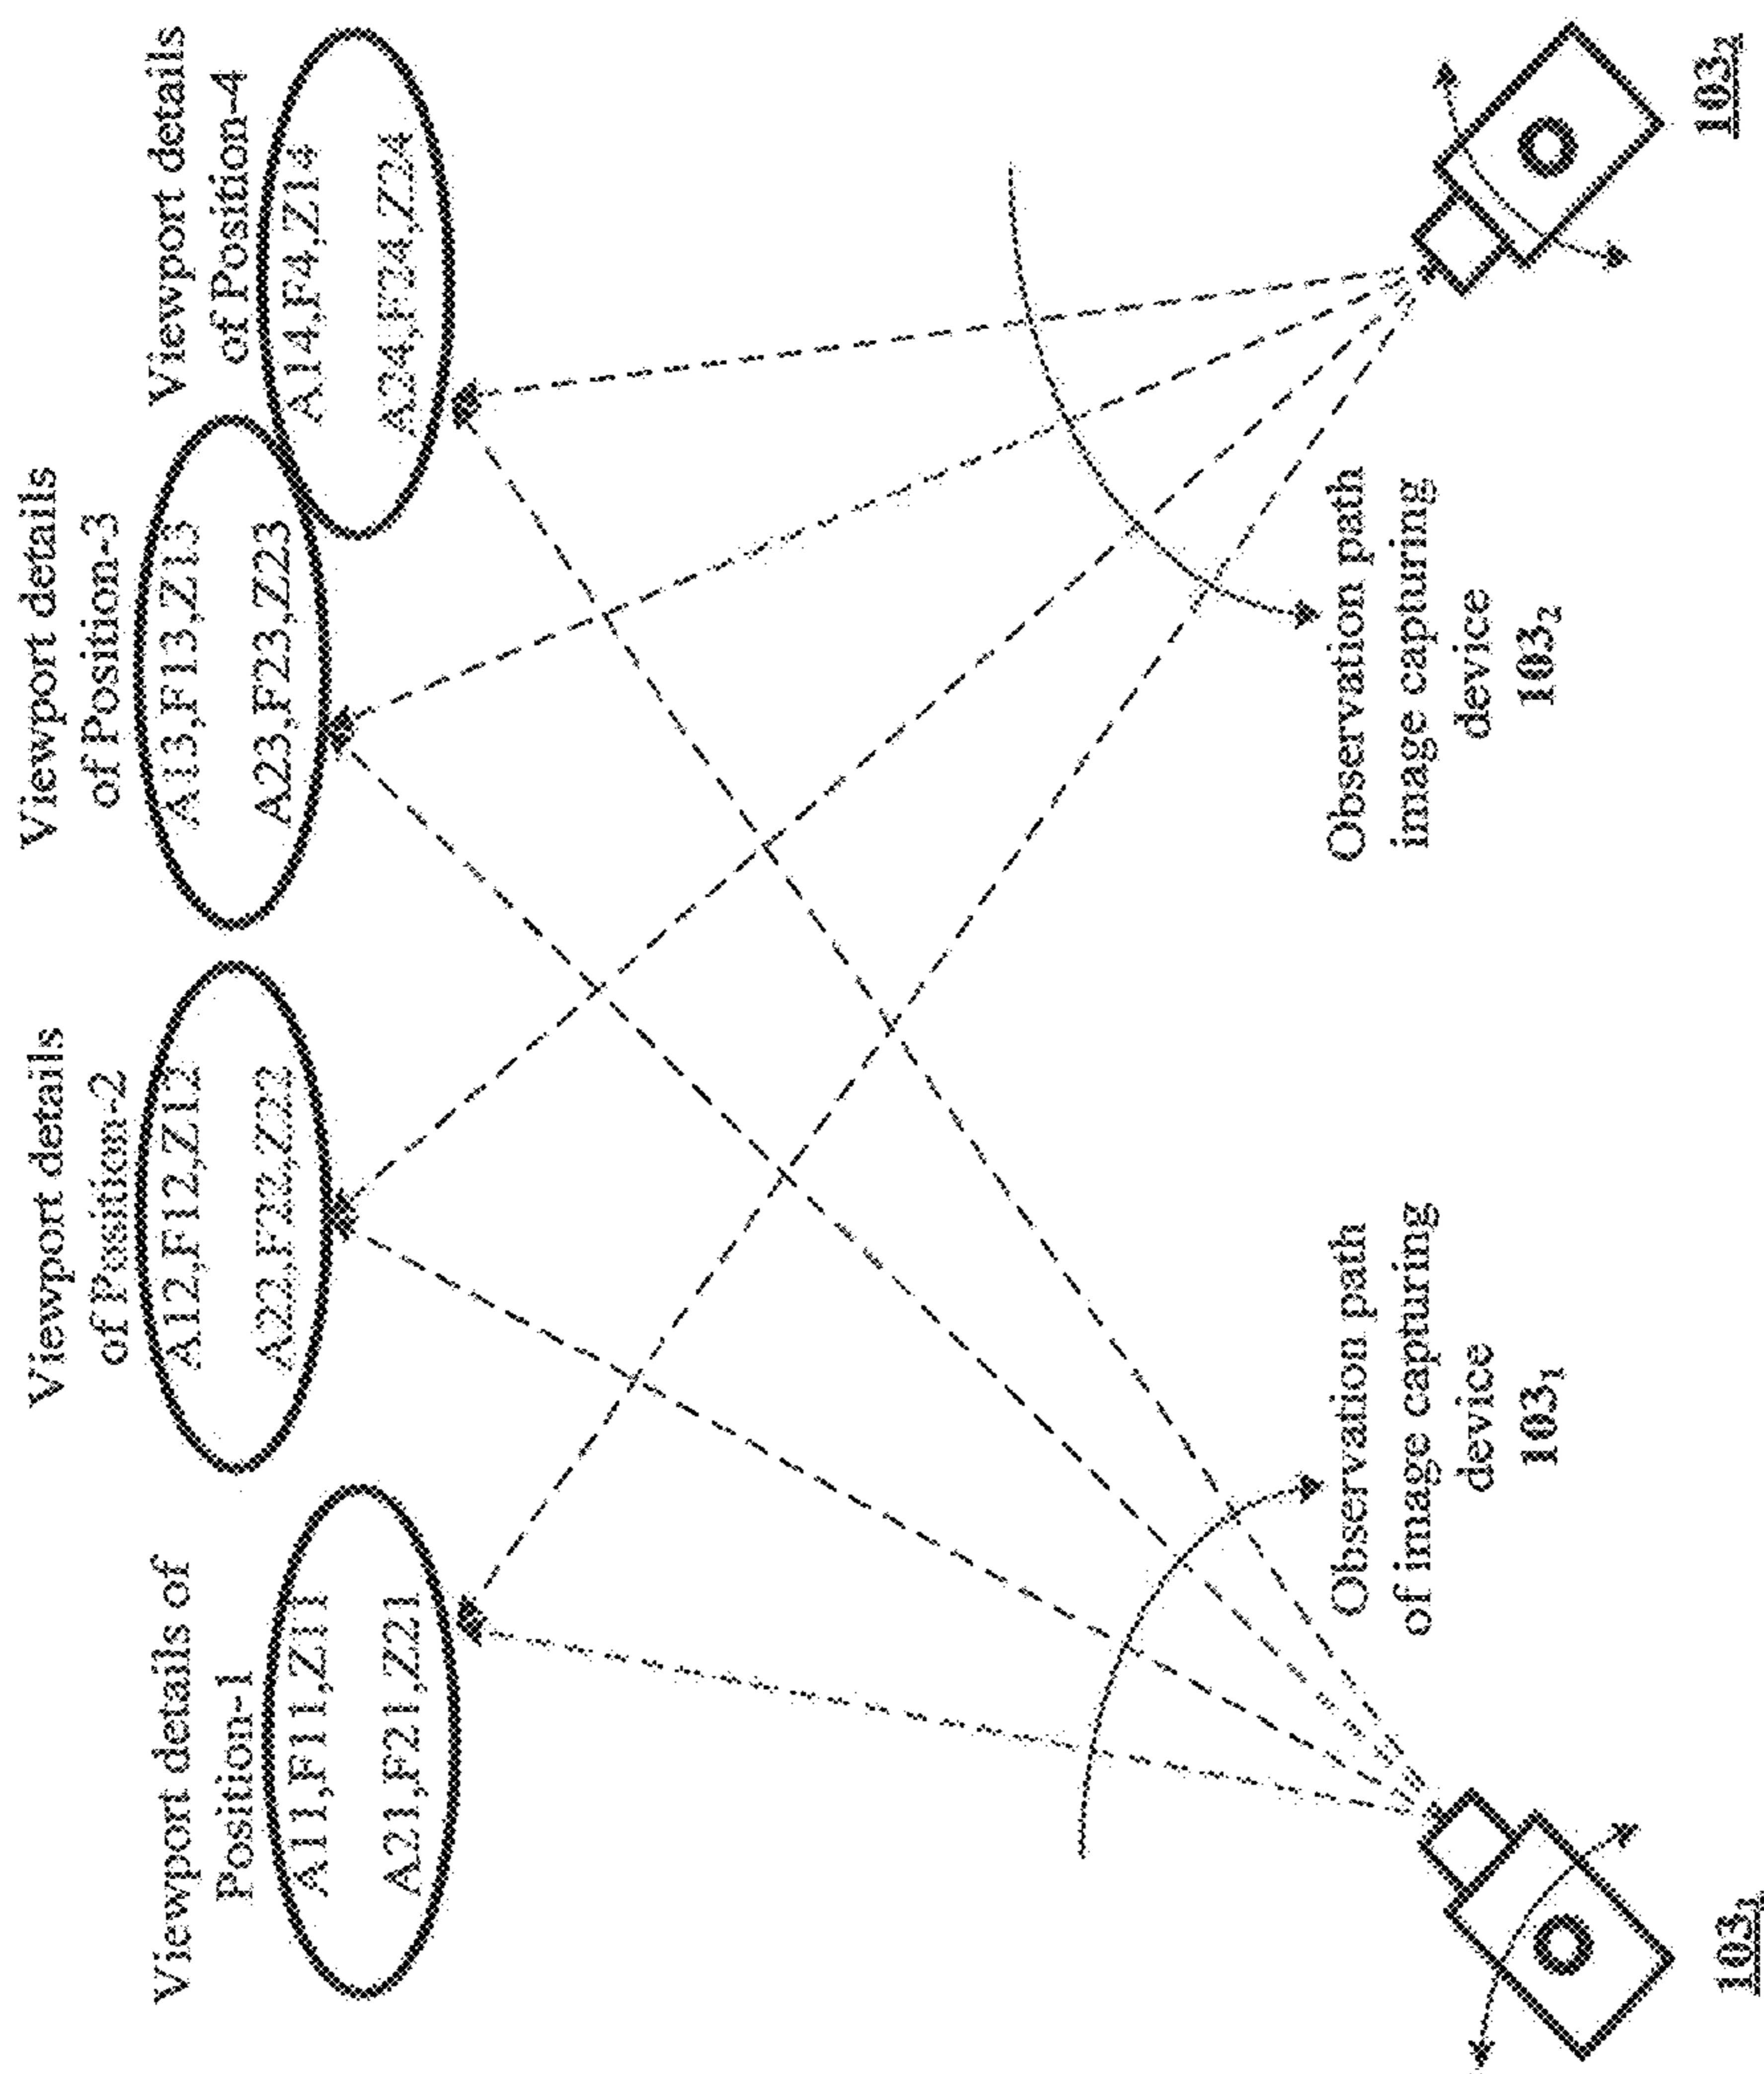 Viewport details of
Position-1
A11,F11,Z11
A21,F21,Z21
Viewport details
of Position-2
A12,F12,Z12
A22,F22,Z22
Viewport details
of Position-3
A13,F13,Z13
A23,F23,Z23
Viewport details
of Position-4
A14,F4,Z14
A24,F24,Z24
Observation path
of image capturing
device
103₁
Observation path
image capturing
device
103₂
103₁
103₂